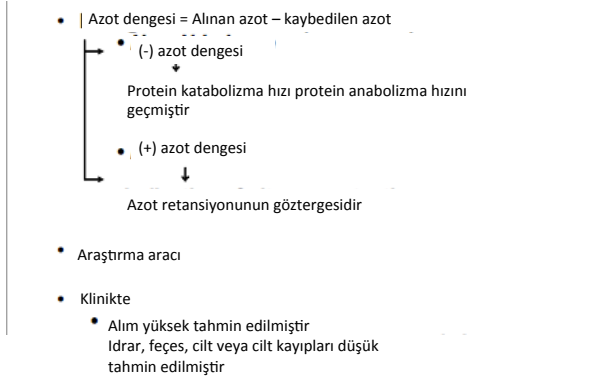 Azot dengesi = Alınan azot – kaybedilen azot
(-) azot dengesi
Protein katabolizma hızı protein anabolizma hızını
geçmiştir
(+) azot dengesi
Azot retansiyonunun göztergesidir
Araştırma aracı
Klinikte
Alım yüksek tahmin edilmiştir
Idrar, feçes, cilt veya cilt kayıpları düşük
tahmin edilmiştir